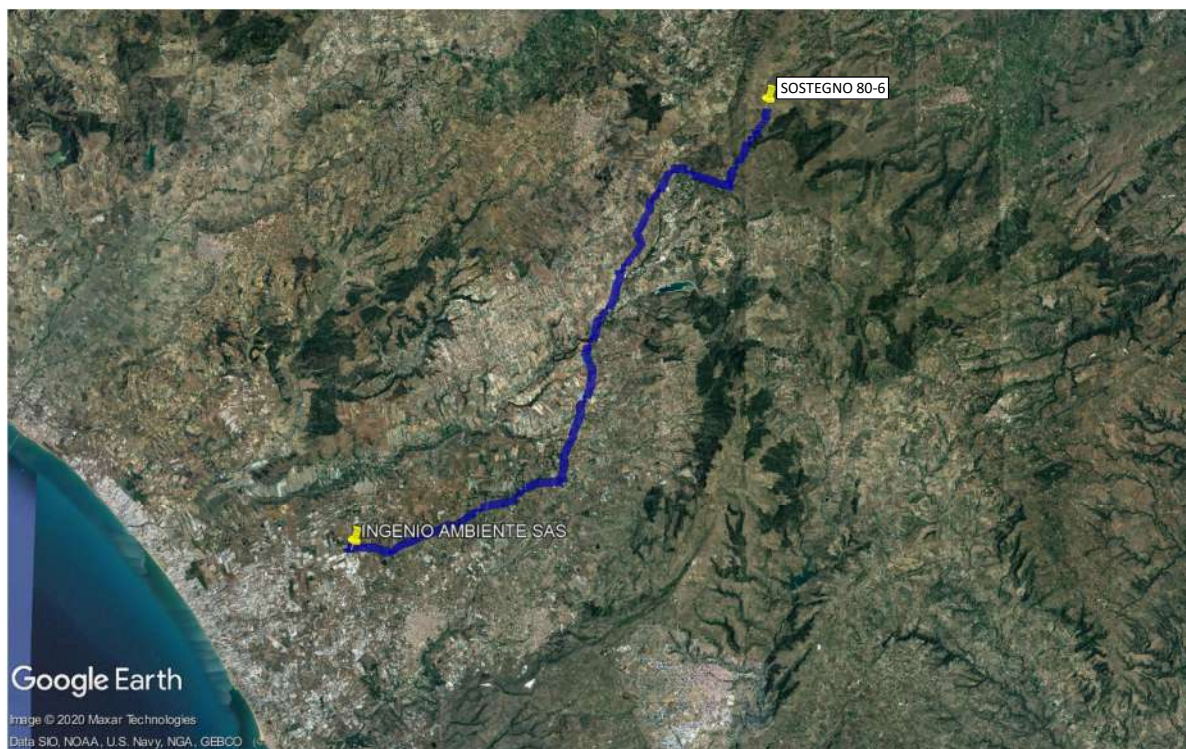 SOSTEGNO 80-6
INGENIO AMBIENTE SAS
Google Earth
Image © 2020 Maxar Technologies
Data SIO, NOAA, U.S. Navy, NGA, GEBCO